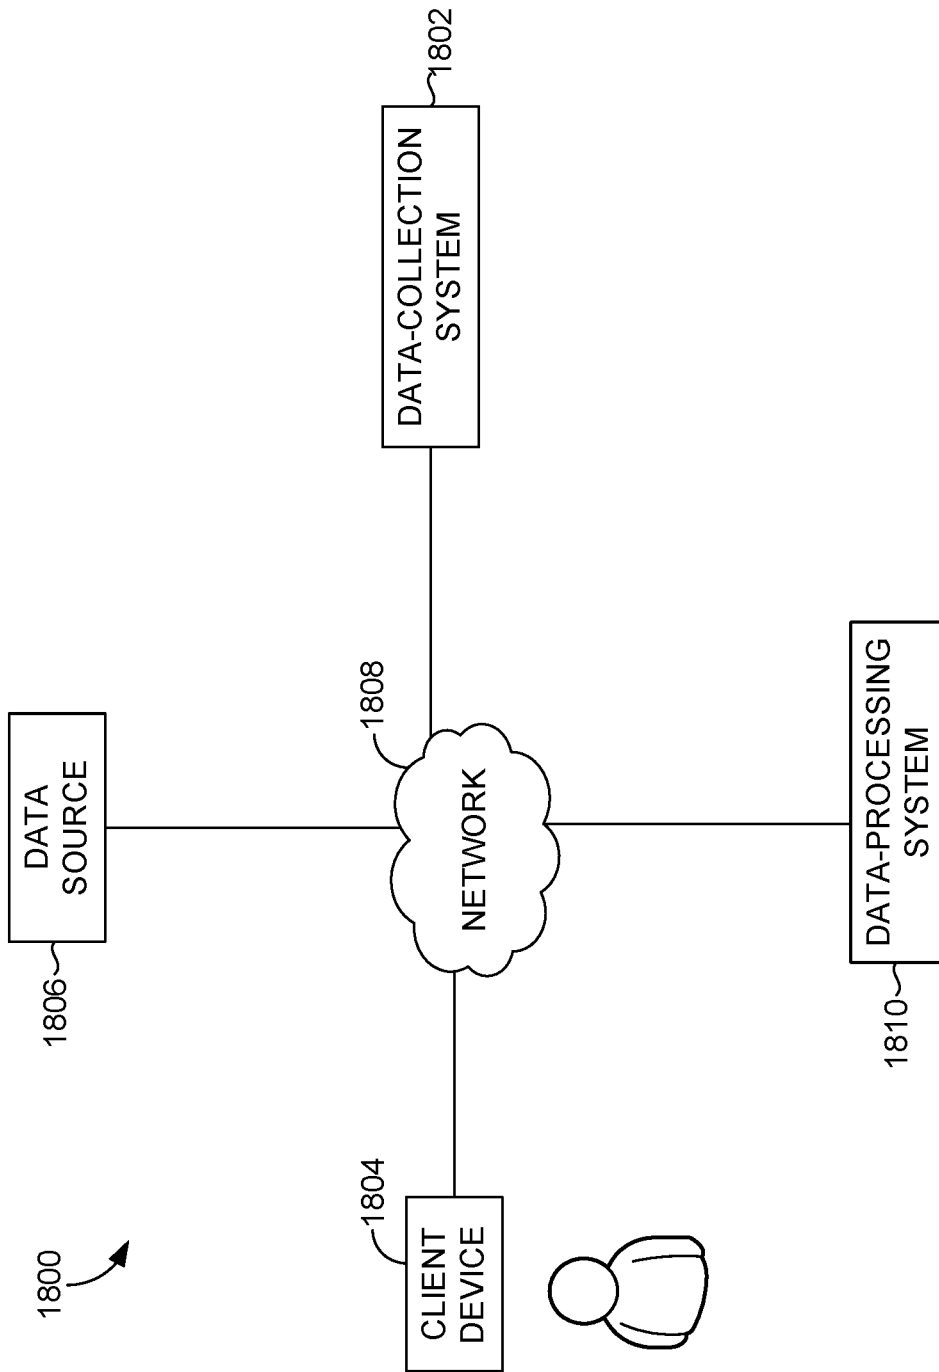 1800
1806
DATA
SOURCE
1804
CLIENT
DEVICE
1808
NETWORK
DATA-COLLECTION
SYSTEM
1802
1810
DATA-PROCESSING
SYSTEM